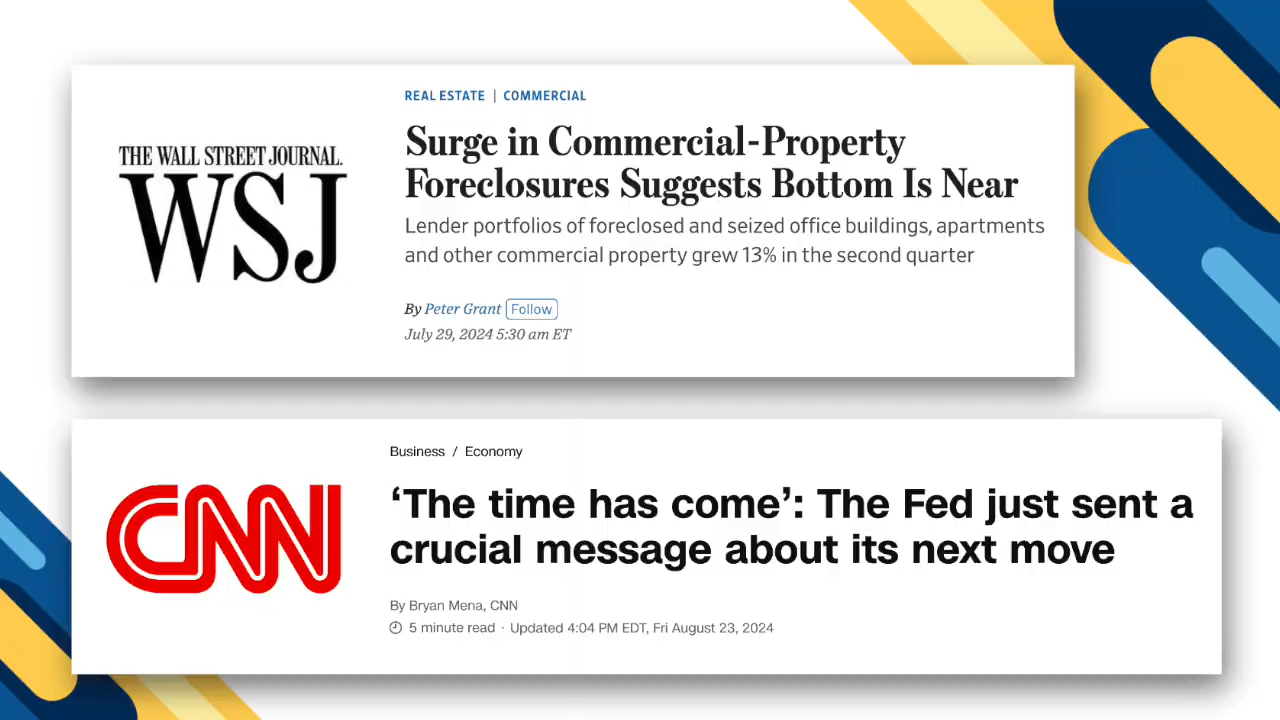 REAL ESTATE | COMMERCIAL
THE WALL STREET JOURNAL.
WSJ
Surge in Commercial-Property
Foreclosures Suggests Bottom Is Near
Lender portfolios of foreclosed and seized office buildings, apartments
and other commercial property grew 13% in the second quarter
By Peter Grant Follow
July 29, 2024 5:30 am ET
Business / Economy
CNN
‘The time has come’: The Fed just sent a
crucial message about its next move
By Bryan Mena, CNN
5 minute read · Updated 4:04 PM EDT, Fri August 23, 2024